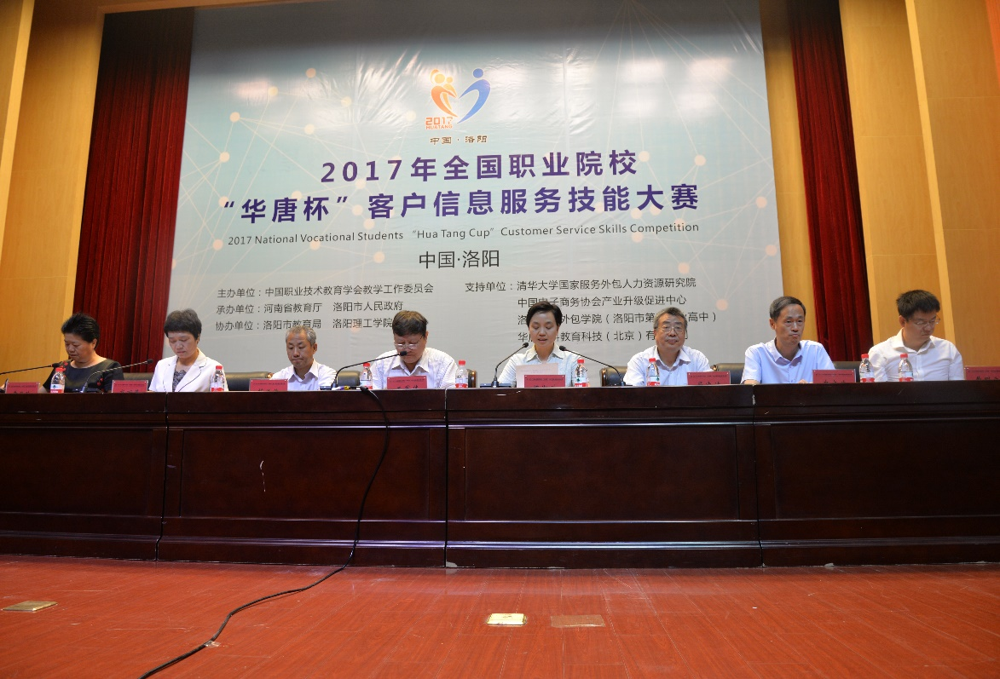 2017
HUATANG
中国·洛阳
2017年全国职业院校
“华唐杯”客户信息服务技能大赛
2017 National Vocational Students “Hua Tang Cup” Customer Service Skills Competition
中国·洛阳
主办单位：中国职业技术教育学会教学工作委员会
承办单位：河南省教育厅 洛阳市人民政府
协办单位：洛阳市教育局 洛阳理工学院
支持单位：清华大学国家服务外包人力资源研究院
中国电子商务协会产业升级促进中心
外包学院（洛阳市第 高中）
教育科技（北京）有